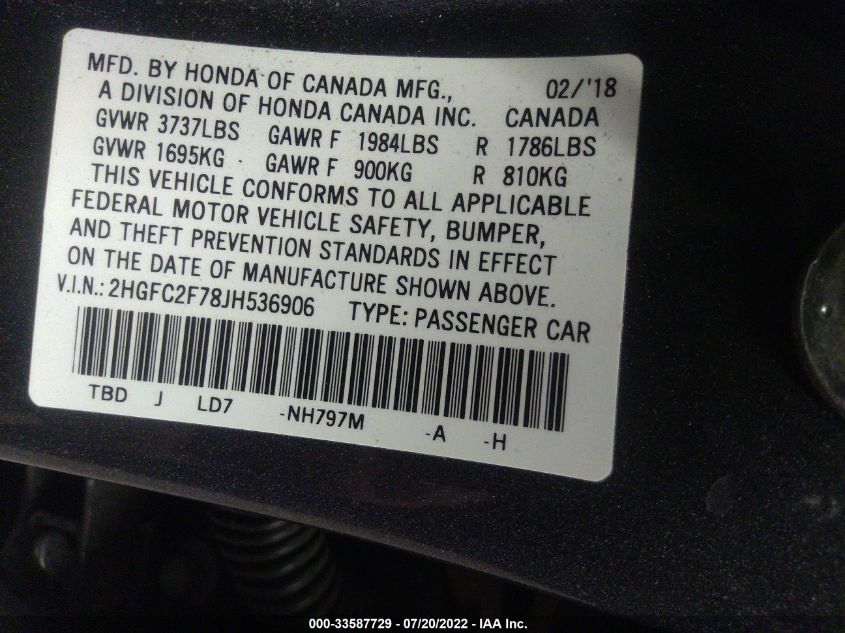 MFD. BY HONDA OF CANADA MFG., 02/'18
A DIVISION OF HONDA CANADA INC. CANADA
GVWR 3737LBS GAWR F 1984LBS R 1786LBS
GVWR 1695KG GAWR F 900KG R 810KG
THIS VEHICLE CONFORMS TO ALL APPLICABLE
FEDERAL MOTOR VEHICLE SAFETY, BUMPER,
AND THEFT PREVENTION STANDARDS IN EFFECT
ON THE DATE OF MANUFACTURE SHOWN ABOVE.
V.I.N.: 2HGFC2F78JH536906 TYPE: PASSENGER CAR
TBD J LD7 -NH797M -A -H
000-33587729 - 07/20/2022 - IAA Inc.